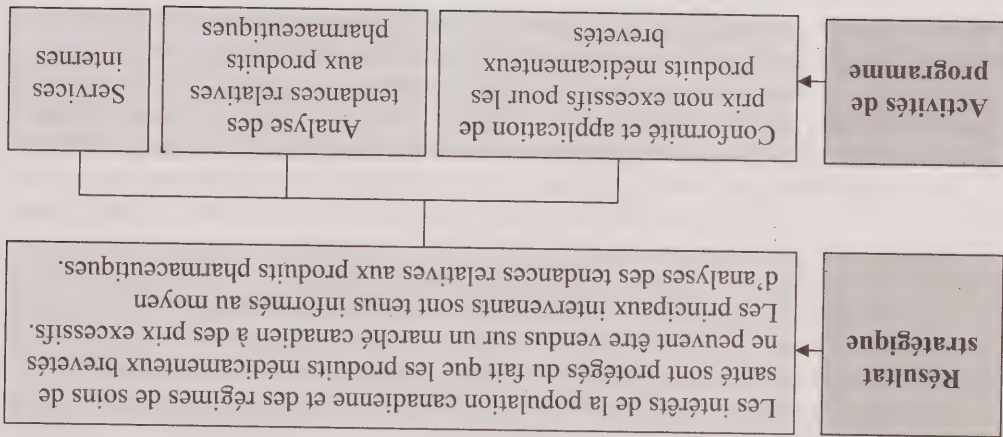 Résultat
stratégique
Les intérêts de la population canadienne et des régimes de soins de
santé sont protégés du fait que les produits médicamenteux brevetés
ne peuvent être vendus sur un marché canadien à des prix excessifs.
Les principaux intervenants sont tenus informés au moyen
d'analyses des tendances relatives aux produits pharmaceutiques.
Activités de
programme
Conformité et application de
prix non excessifs pour les
produits médicamenteux
brevetés
Analyse des
tendances relatives
aux produits
pharmaceutiques
Services
internes